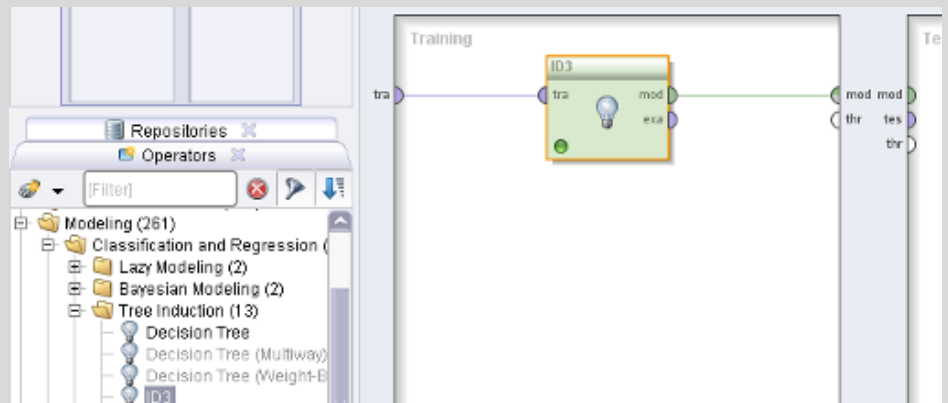 Training
Te
ID3
tra
tra
mod
exa
mod mod
thr
tes
thr
Repositories
Operators
[Filter]
Modeling (261)
Classification and Regression (
Lazy Modeling (2)
Bayesian Modeling (2)
Tree Induction (13)
Decision Tree
Decision Tree (Multiway)
Decision Tree (Weight-B
ID3